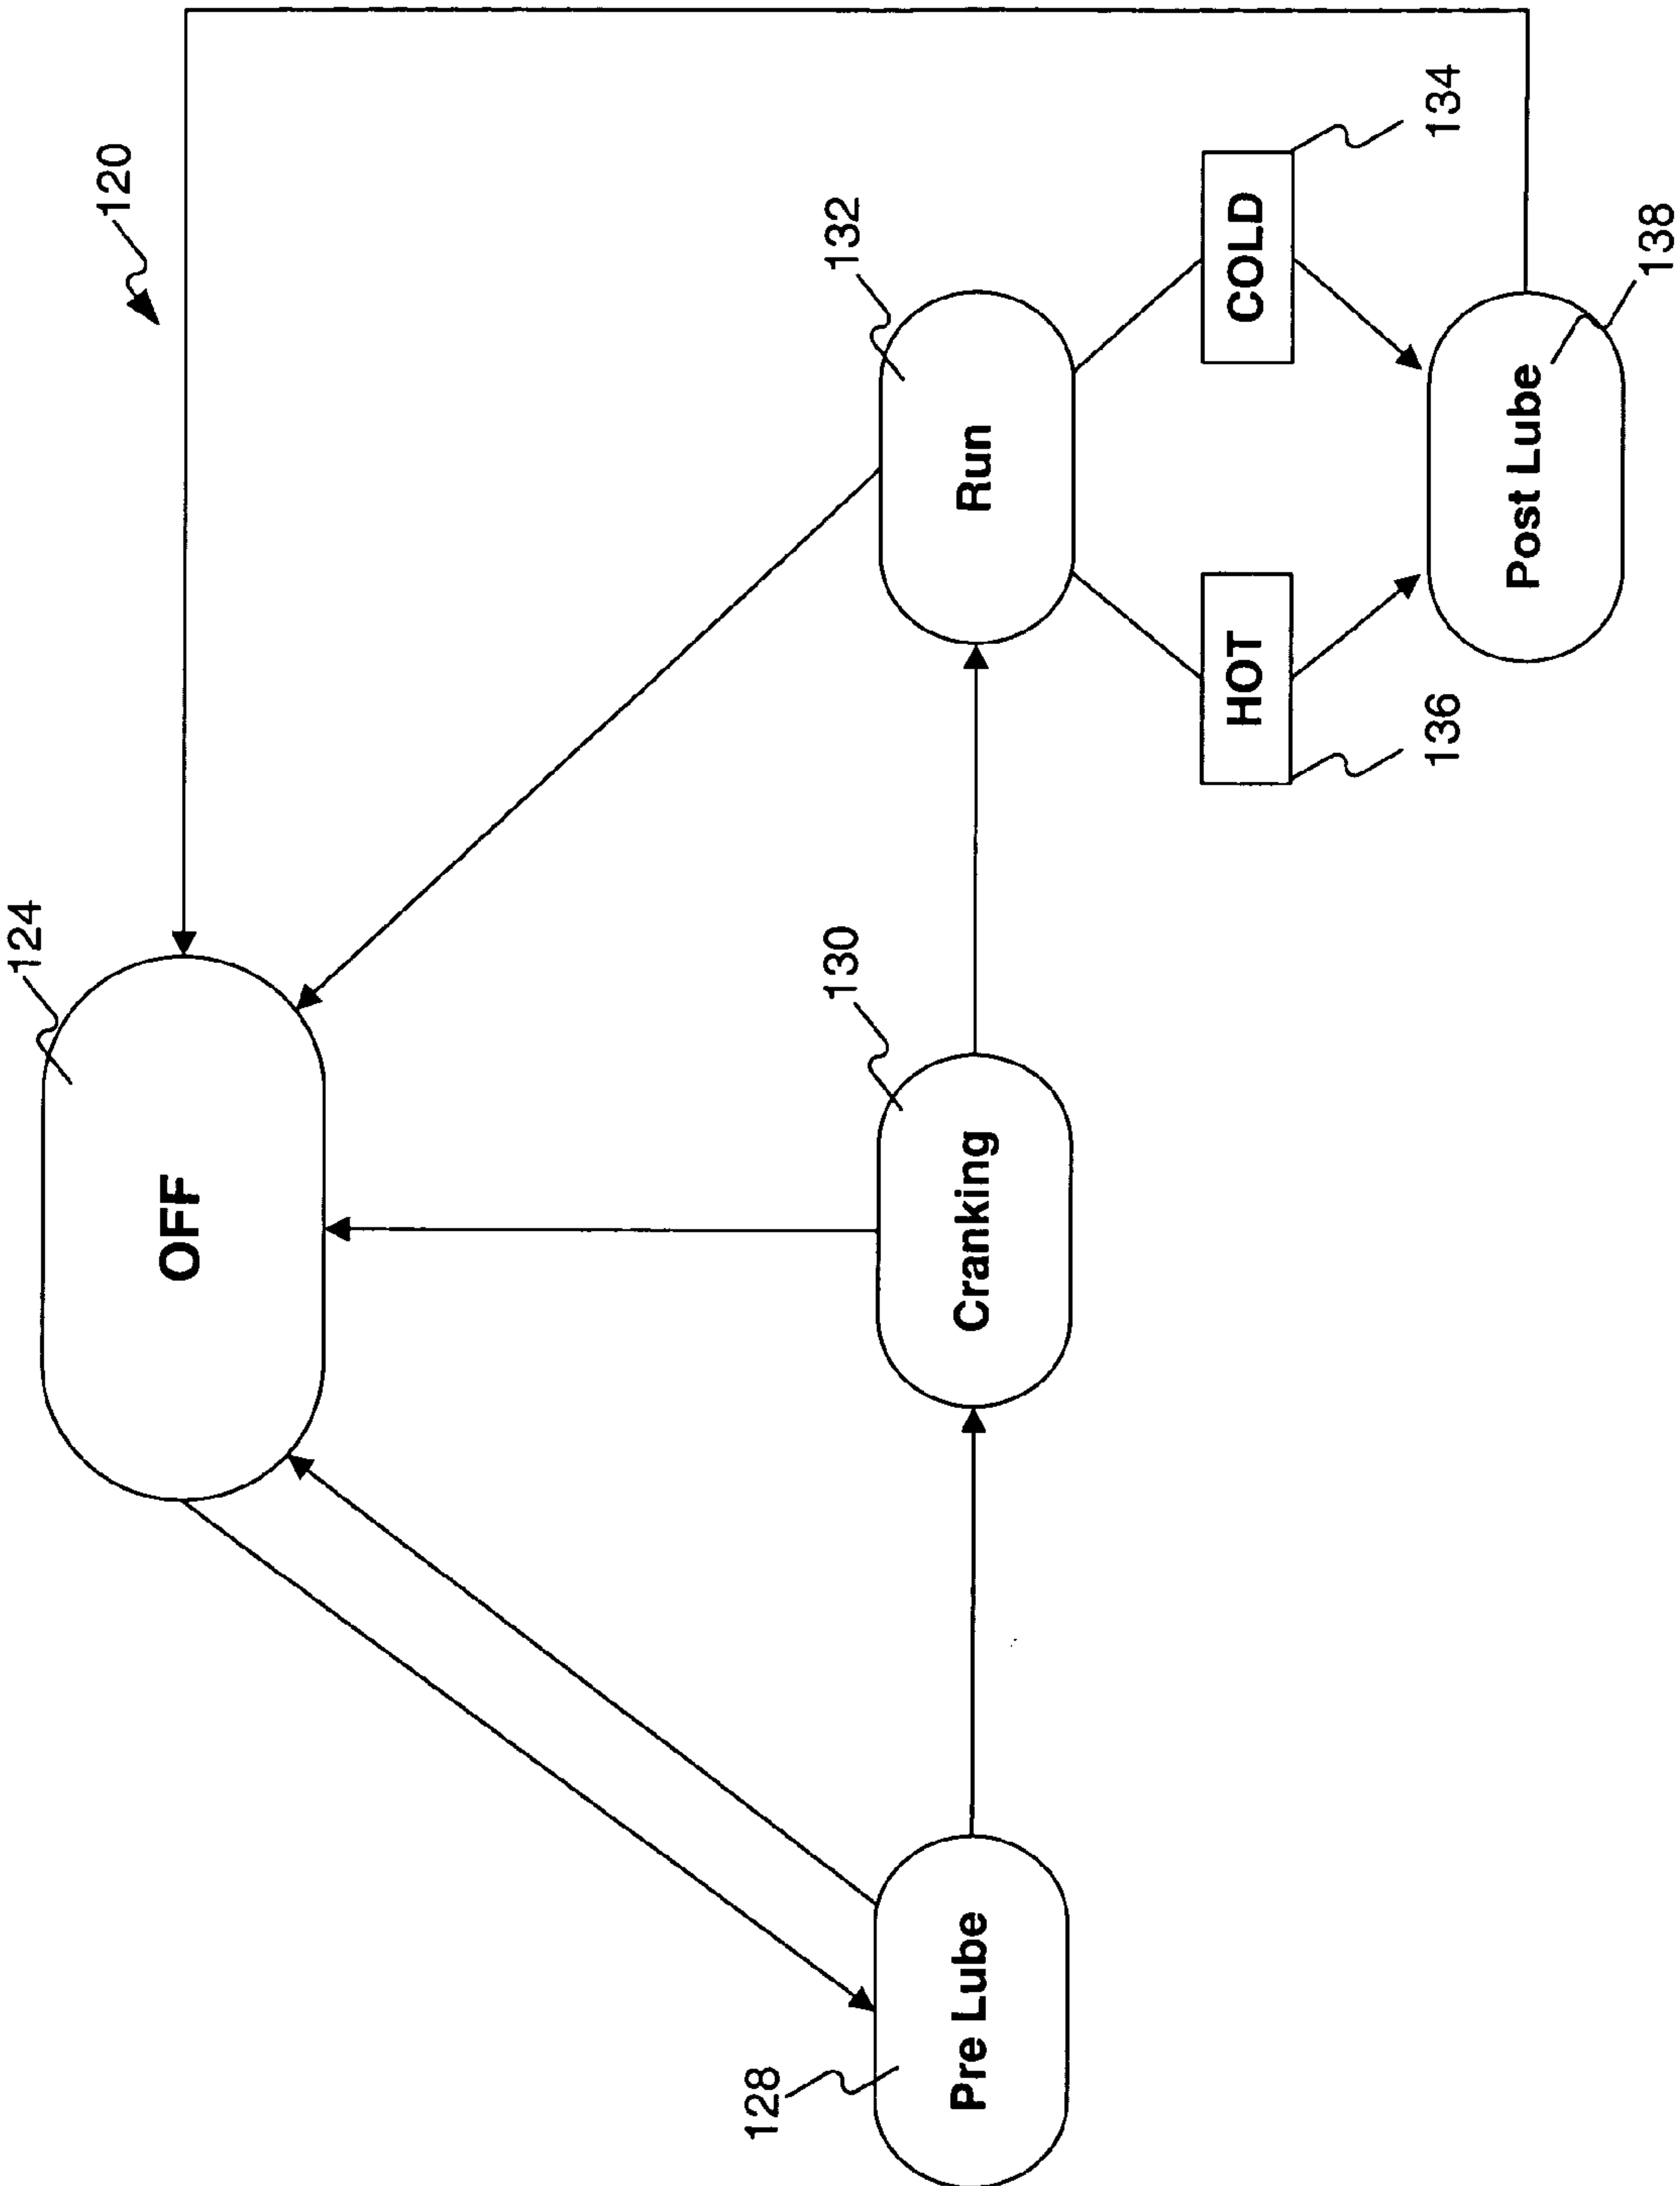 120
124
OFF
128
Pre Lube
130
Cranking
132
Run
136
HOT
COLD
134
Post Lube
138